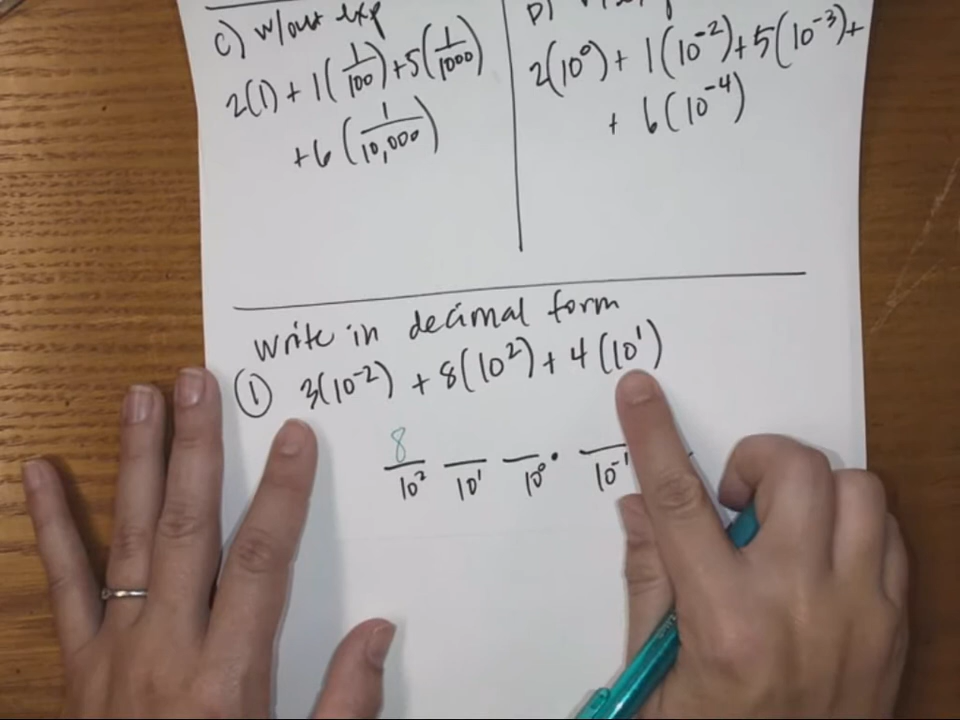 c) w/out exp
2(1) + 1(1/100) + 5(1/1000)
+6 (1/10,000)
D)
2(10⁰) + 1(10⁻²) + 5(10⁻³) +
+ 6(10⁻⁴)
Write in decimal form
① 3(10⁻²) + 8(10²) + 4(10¹)
8
10² 10¹ 10⁰ . 10⁻¹